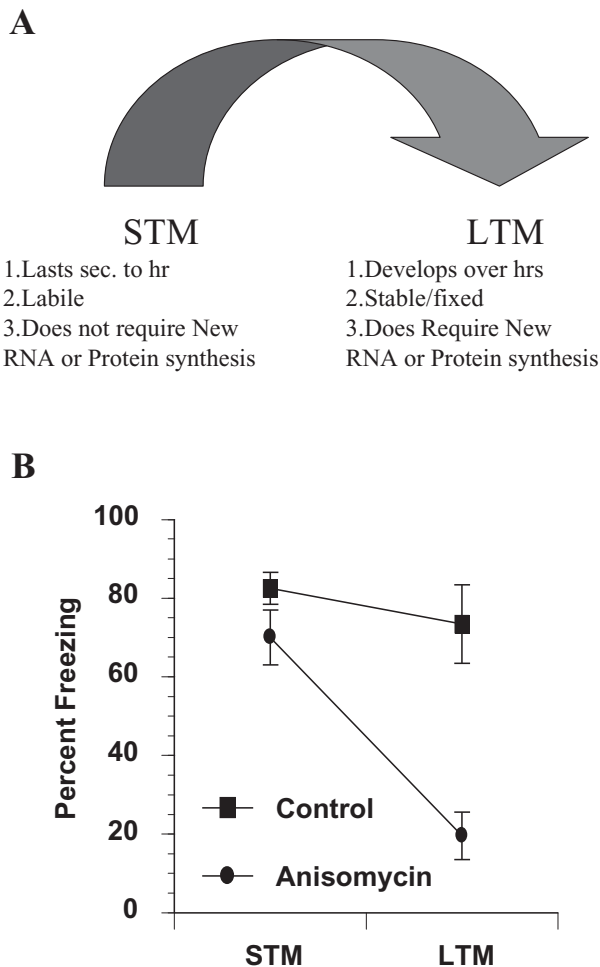 A
STM
1.Lasts sec. to hr
2.Labile
3.Does not require New
RNA or Protein synthesis
LTM
1.Develops over hrs
2.Stable/fixed
3.Does Require New
RNA or Protein synthesis
B
Percent Freezing
100
80
60
40
20
0
Control
Anisomycin
STM
LTM